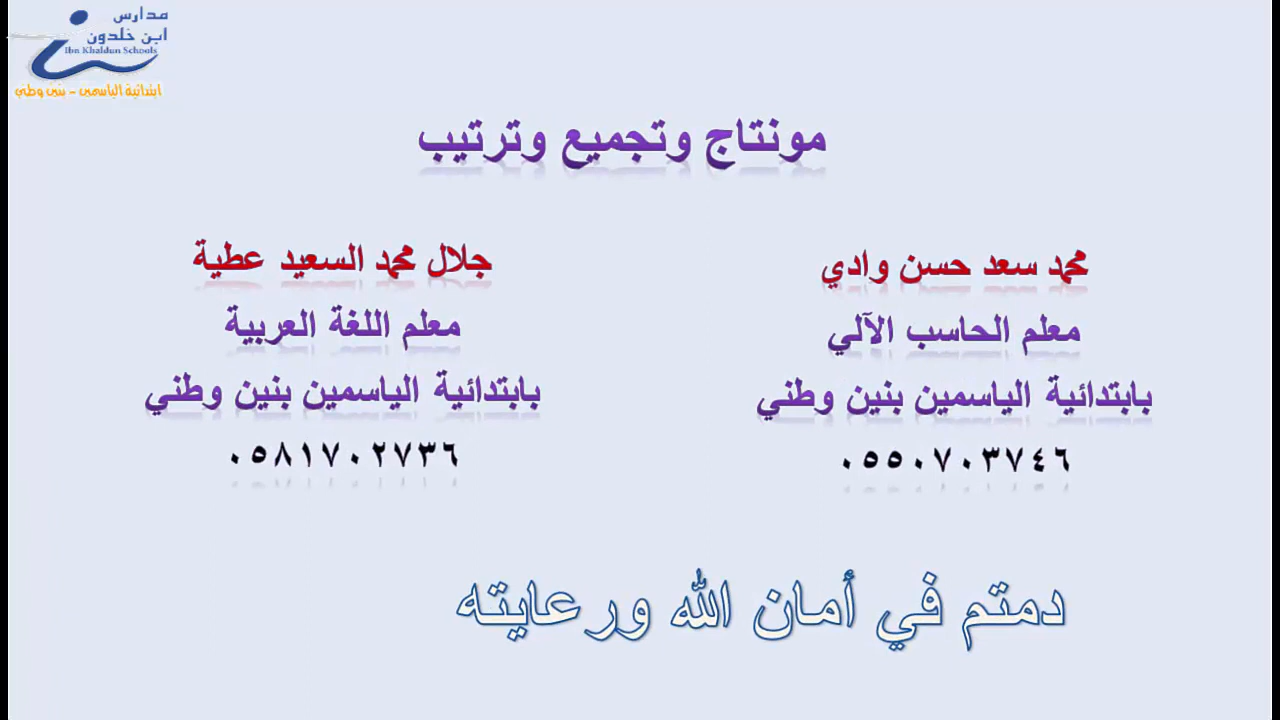 مدارس
ابن خلدون
Ibn Khaldun Schools
ابتدائية الياسمين - بنين وطني
مونتاج وتجميع وترتيب
محمد سعد حسن وادي
معلم الحاسب الآلي
بابتدائية الياسمين بنين وطني
٠٥٥٠٧٠٣٧٤٦
جلال محمد السعيد عطية
معلم اللغة العربية
بابتدائية الياسمين بنين وطني
٠٥٨١٧٠٢٧٣٦
دمتم في أمان الله ورعايته